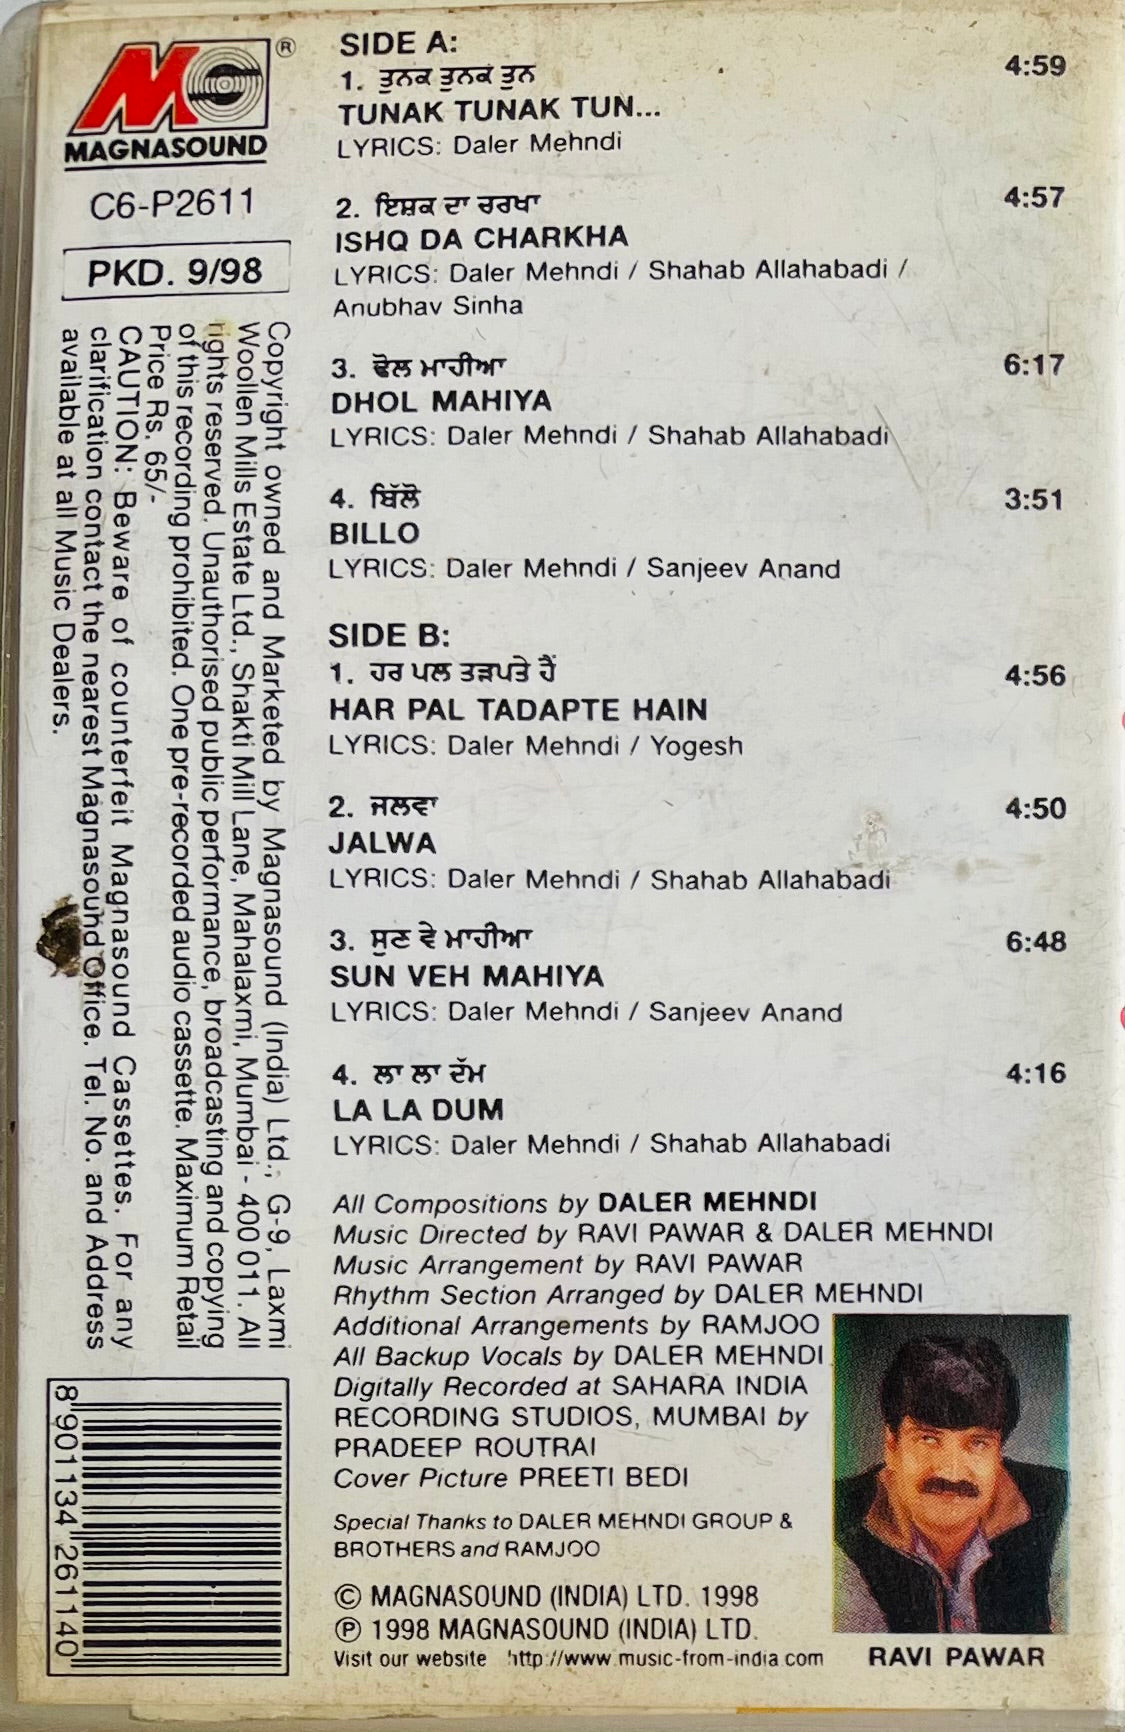 MAGNASOUND
C6-P2611
PKD. 9/98
Copyright owned and Marketed by Magnasound (India) Ltd.; G-9, Laxmi
Woollen Mills Estate Ltd., Shakti Mill Lane, Mahalaxmi, Mumbai - 400 011. All
rights reserved. Unauthorised public performance, broadcasting and copying
of this recording prohibited. One pre-recorded audio cassette. Maximum Retail
Price Rs. 65/-
CAUTION: Beware of counterfeit Magnasound Cassettes. For any
clarification contact the nearest Magnasound Office. Tel. No. and Address
available at all Music Dealers.
8 901134 261140
SIDE A:
1. ਤੁਨਕ ਤੁਨਕ ਤੁਨ 4:59
TUNAK TUNAK TUN...
LYRICS: Daler Mehndi
2. ਇਸ਼ਕ ਦਾ ਚਰਖਾ 4:57
ISHQ DA CHARKHA
LYRICS: Daler Mehndi / Shahab Allahabadi /
Anubhav Sinha
3. ਢੋਲ ਮਾਹੀਆ 6:17
DHOL MAHIYA
LYRICS: Daler Mehndi / Shahab Allahabadi
4. ਬਿੱਲੋ 3:51
BILLO
LYRICS: Daler Mehndi / Sanjeev Anand
SIDE B:
1. ਹਰ ਪਲ ਤੜਪਤੇ ਹੈਂ 4:56
HAR PAL TADAPTE HAIN
LYRICS: Daler Mehndi / Yogesh
2. ਜਲਵਾ 4:50
JALWA
LYRICS: Daler Mehndi / Shahab Allahabadi
3. ਸੁਣ ਵੇ ਮਾਹੀਆ 6:48
SUN VEH MAHIYA
LYRICS: Daler Mehndi / Sanjeev Anand
4. ਲਾ ਲਾ ਦੱਮ 4:16
LA LA DUM
LYRICS: Daler Mehndi / Shahab Allahabadi
All Compositions by DALER MEHNDI
Music Directed by RAVI PAWAR & DALER MEHNDI
Music Arrangement by RAVI PAWAR
Rhythm Section Arranged by DALER MEHNDI
Additional Arrangements by RAMJOO
All Backup Vocals by DALER MEHNDI
Digitally Recorded at SAHARA INDIA
RECORDING STUDIOS, MUMBAI by
PRADEEP ROUTRAI
Cover Picture PREETI BEDI
Special Thanks to DALER MEHNDI GROUP &
BROTHERS and RAMJOO
© MAGNASOUND (INDIA) LTD. 1998
℗ 1998 MAGNASOUND (INDIA) LTD.
Visit our website http://www.music-from-india.com
RAVI PAWAR